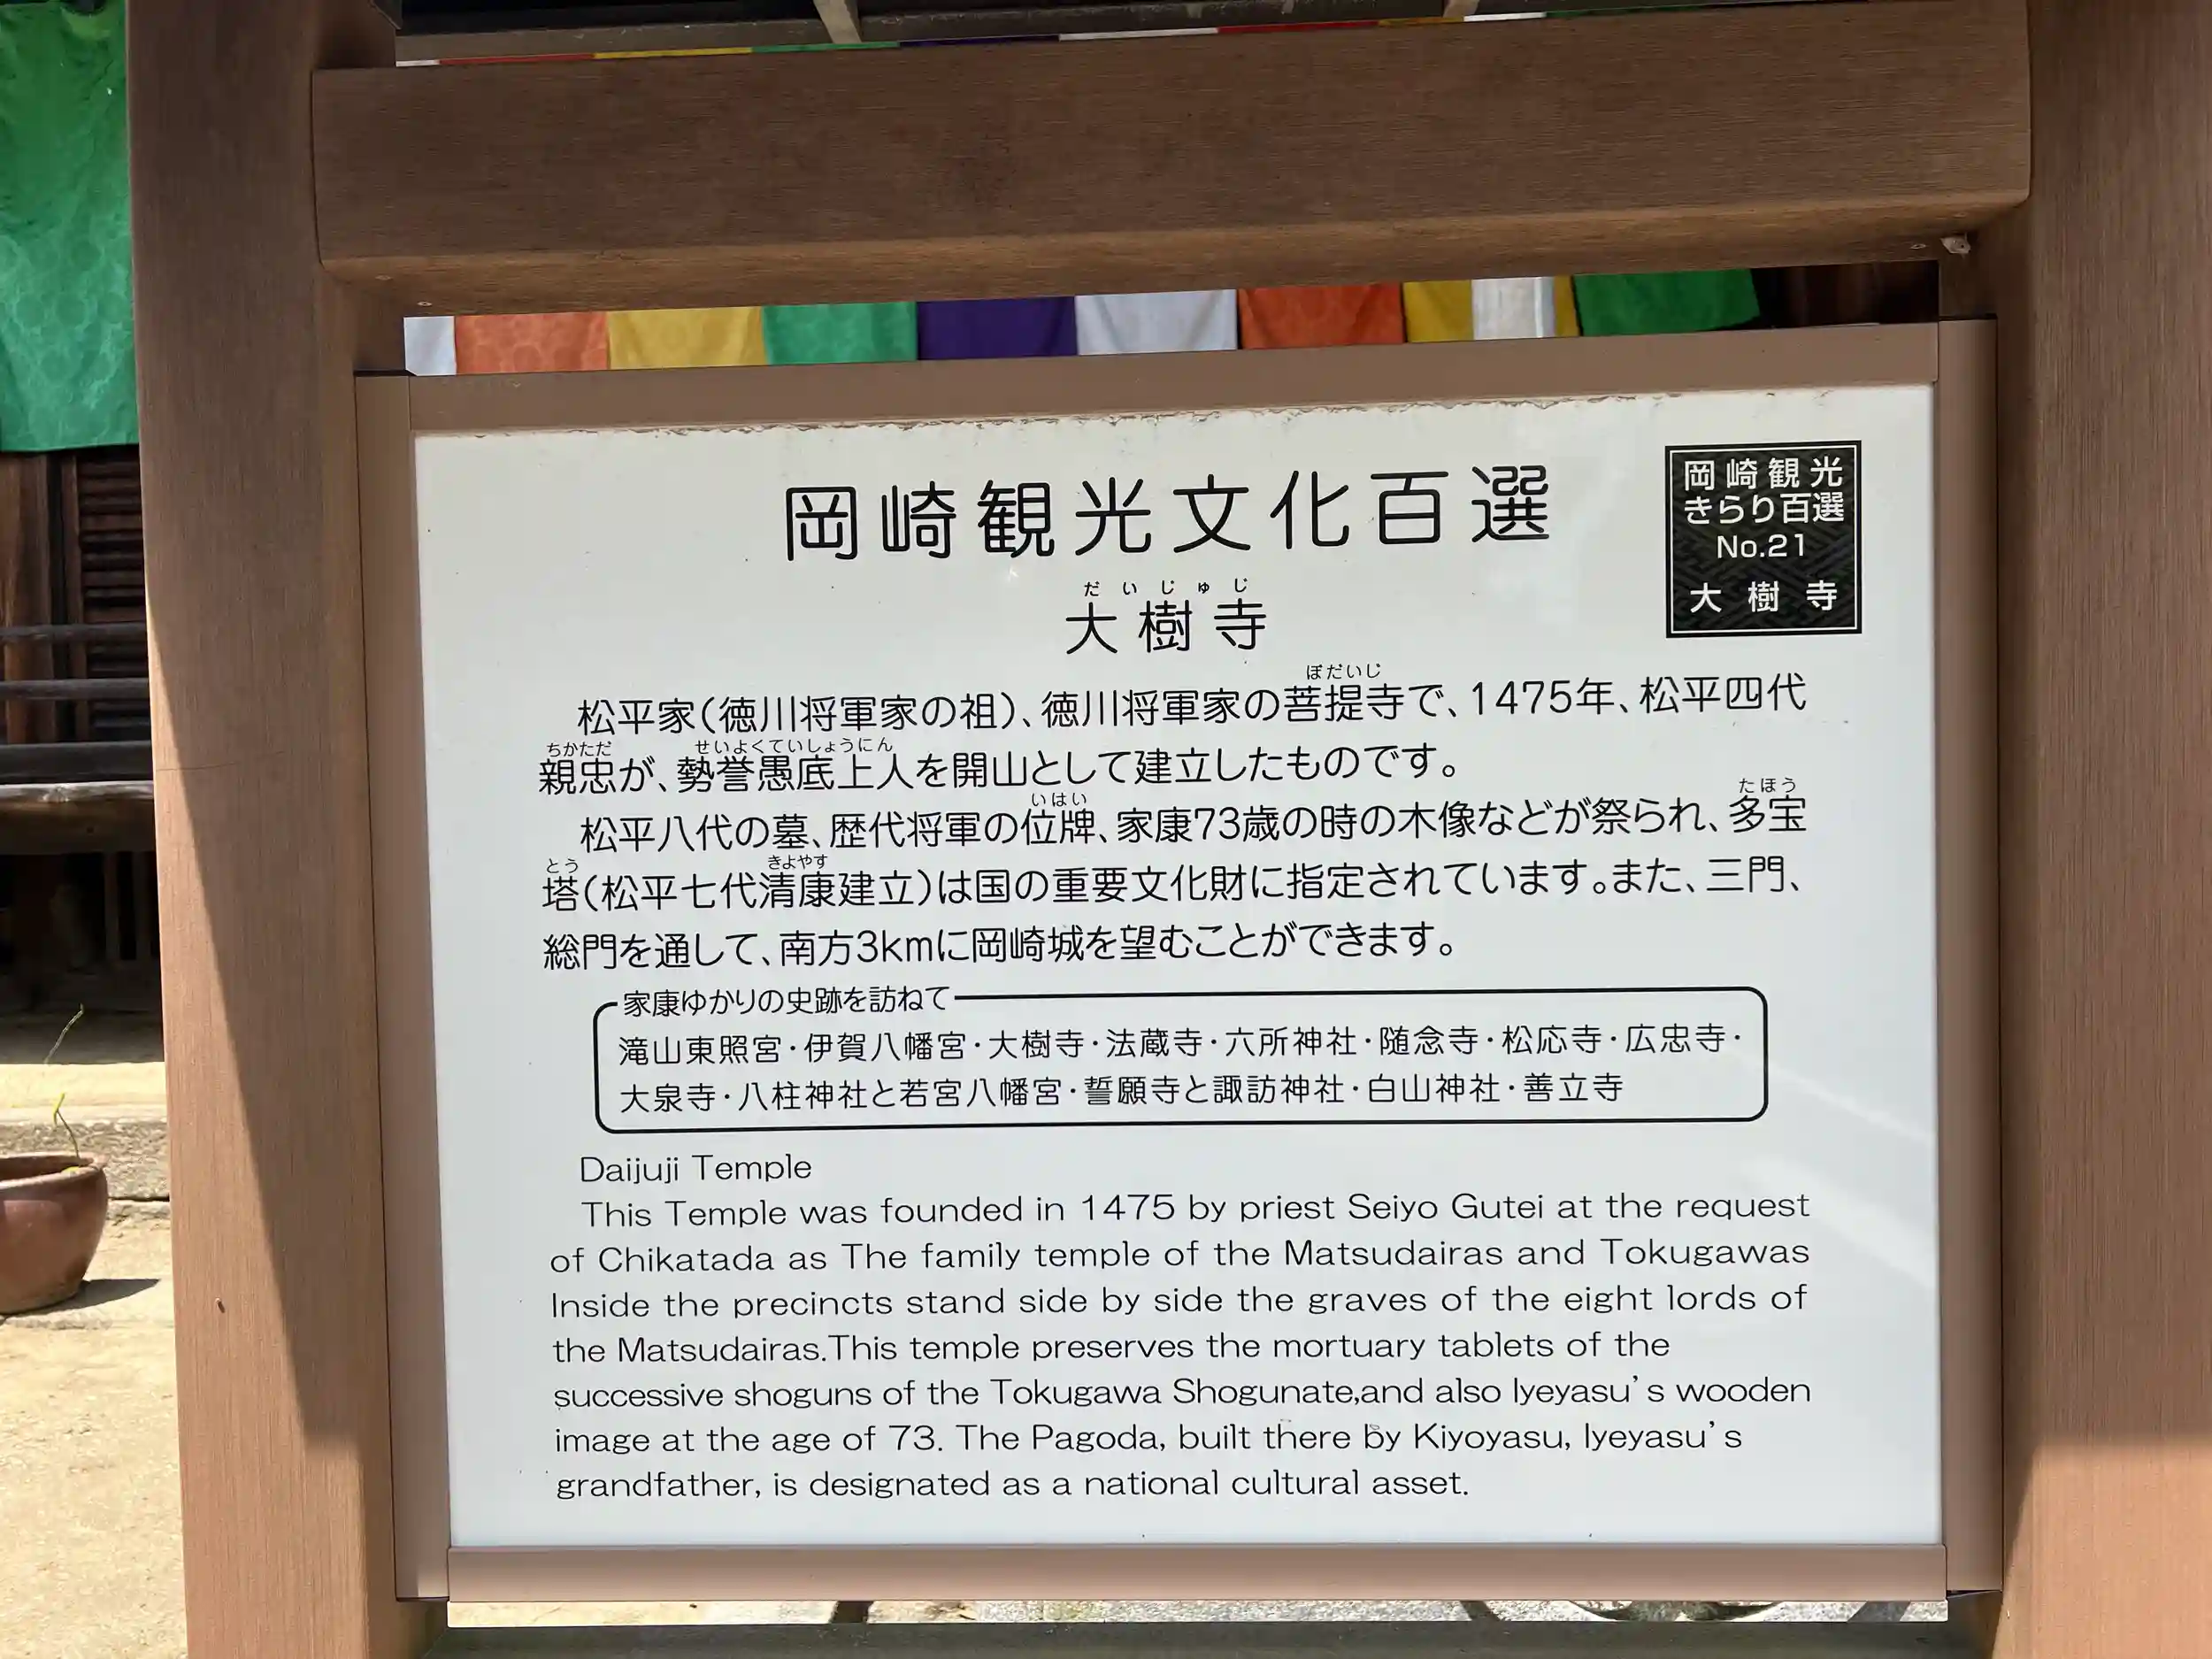 岡崎観光文化百選
岡崎観光
きらり百選
No.21
大樹寺
だいじゅじ
大樹寺
ぼだいじ
松平家(徳川将軍家の祖)、徳川将軍家の菩提寺で、1475年、松平四代
ちかただ せいよぐていしょうにん
親忠が、勢誉愚底上人を開山として建立したものです。
いはい たほう
松平八代の墓、歴代将軍の位牌、家康73歳の時の木像などが祭られ、多宝
とう きよやす
塔(松平七代清康建立)は国の重要文化財に指定されています。また、三門、
総門を通して、南方3kmに岡崎城を望むことができます。
家康ゆかりの史跡を訪ねて
滝山東照宮・伊賀八幡宮・大樹寺・法蔵寺・六所神社・随念寺・松応寺・広忠寺・
大泉寺・八柱神社と若宮八幡宮・誓願寺と諏訪神社・白山神社・善立寺
Daijuji Temple
This Temple was founded in 1475 by priest Seiyo Gutei at the request
of Chikatada as The family temple of the Matsudairas and Tokugawas
Inside the precincts stand side by side the graves of the eight lords of
the Matsudairas.This temple preserves the mortuary tablets of the
successive shoguns of the Tokugawa Shogunate,and also Iyeyasu's wooden
image at the age of 73. The Pagoda, built there by Kiyoyasu, Iyeyasu's
grandfather, is designated as a national cultural asset.